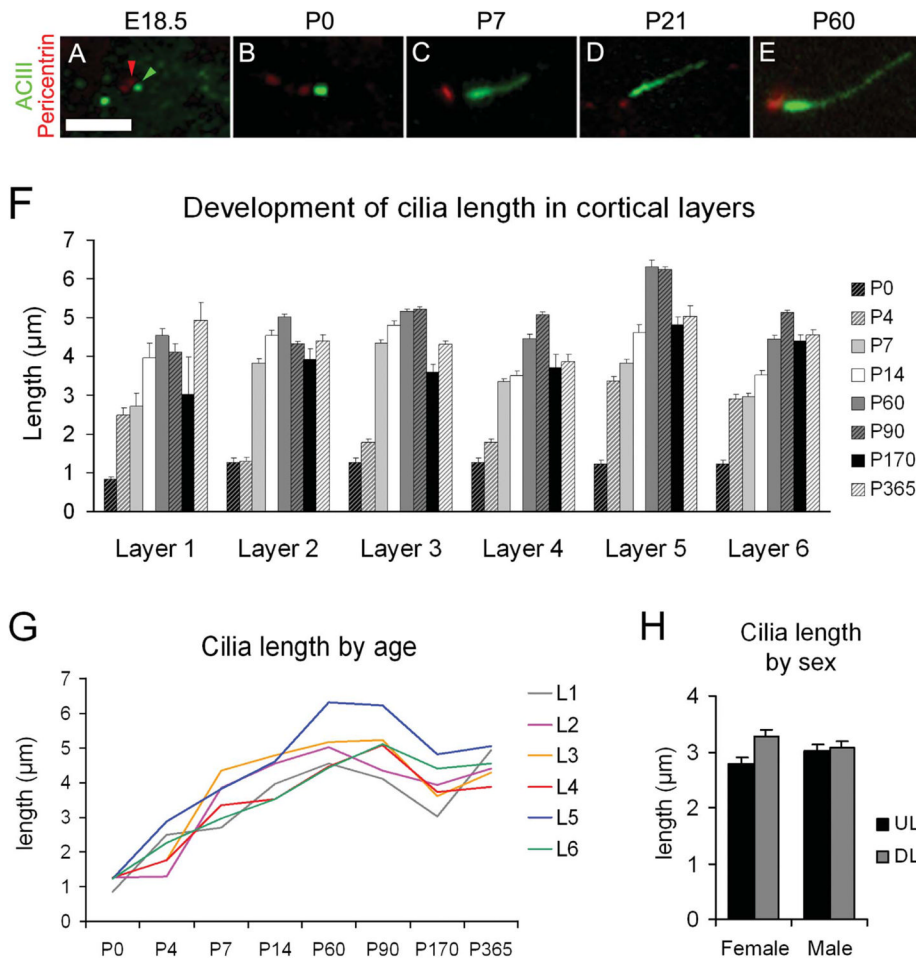 E18.5 P0 P7 P21 P60
ACIII
Pericentrin
A B C D E
F
Development of cilia length in cortical layers
Length (µm)
7
6
5
4
3
2
1
0
Layer 1 Layer 2 Layer 3 Layer 4 Layer 5 Layer 6
P0
P4
P7
P14
P60
P90
P170
P365
G
Cilia length by age
length (µm)
7
6
5
4
3
2
1
0
P0 P4 P7 P14 P60 P90 P170 P365
L1
L2
L3
L4
L5
L6
H
Cilia length
by sex
length (µm)
4
3
2
1
0
Female Male
UL
DL